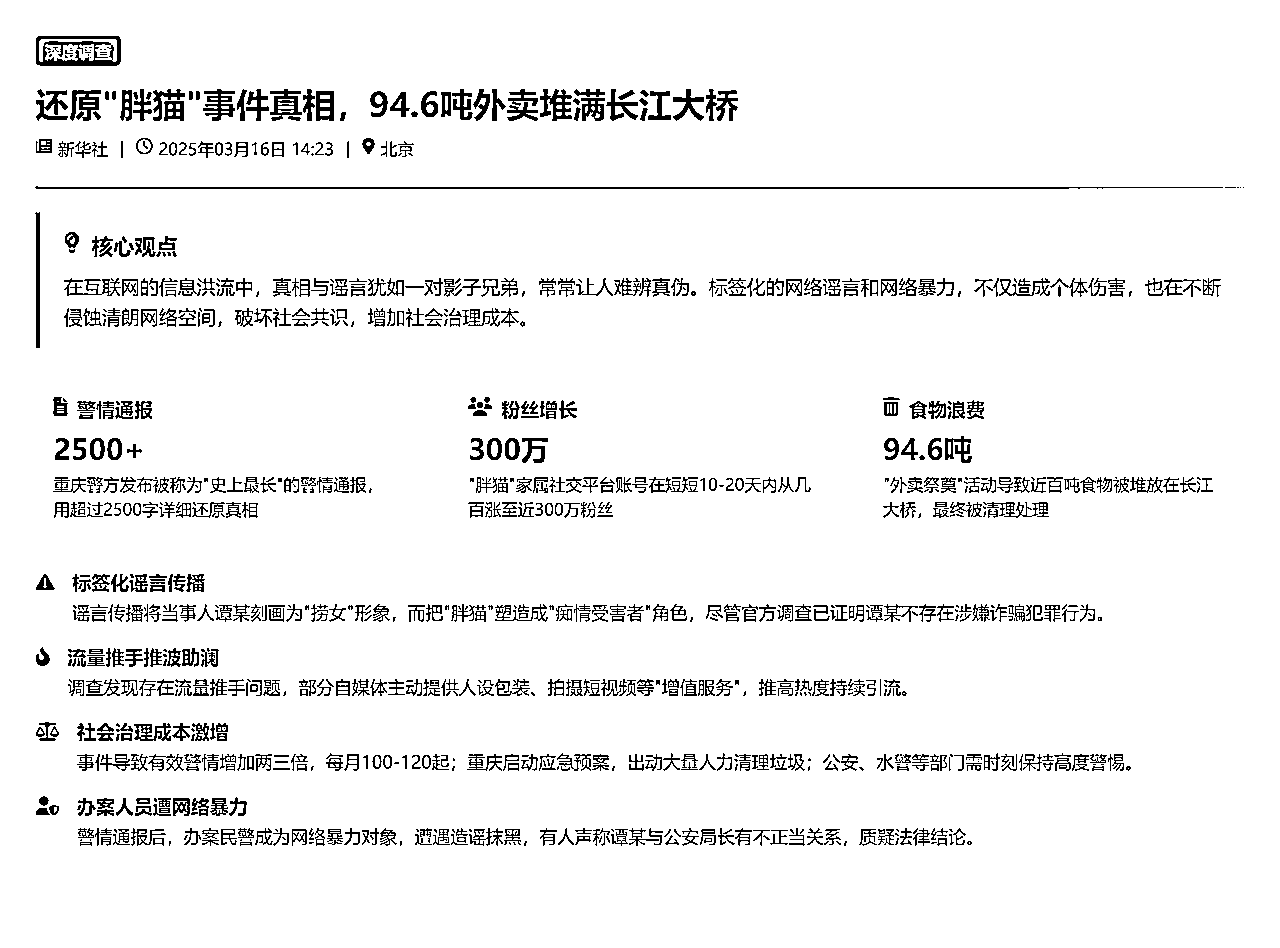 深度调查
还原"胖猫"事件真相，94.6吨外卖堆满长江大桥
新华社 | 2025年03月16日 14:23 | 北京
核心观点
在互联网的信息洪流中，真相与谣言犹如一对影子兄弟，常常让人难辨真伪。标签化的网络谣言和网络暴力，不仅造成个体伤害，也在不断
侵蚀清朗网络空间，破坏社会共识，增加社会治理成本。
警情通报
2500+
重庆警方发布被称为"史上最长"的警情通报，
用超过2500字详细还原真相
粉丝增长
300万
"胖猫"家属社交平台账号在短短10-20天内从几
百涨至近300万粉丝
食物浪费
94.6吨
"外卖祭奠"活动导致近百吨食物被堆放在长江
大桥，最终被清理处理
标签化谣言传播
谣言传播将当事人谭某刻画为"捞女"形象，而把"胖猫"塑造成"痴情受害者"角色，尽管官方调查已证明谭某不存在涉嫌诈骗犯罪行为。
流量推手推波助澜
调查发现存在流量推手问题，部分自媒体主动提供人设包装、拍摄短视频等"增值服务"，推高热度持续引流。
社会治理成本激增
事件导致有效警情增加两三倍，每月100-120起；重庆启动应急预案，出动大量人力清理垃圾；公安、水警等部门需时刻保持高度警惕。
办案人员遭网络暴力
警情通报后，办案民警成为网络暴力对象，遭遇造谣抹黑，有人声称谭某与公安局长有不正当关系，质疑法律结论。